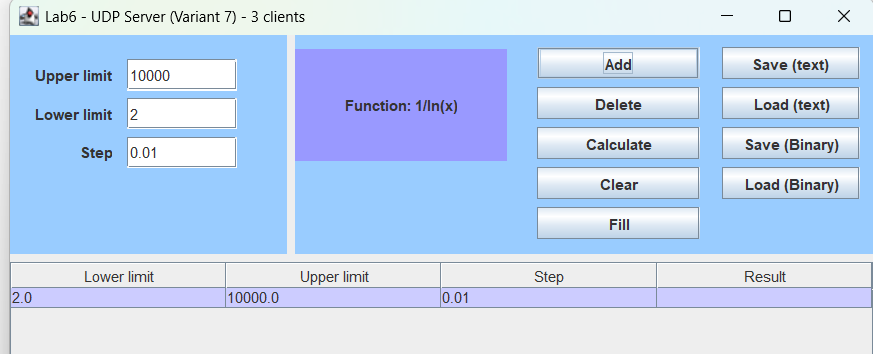 Lab6 - UDP Server (Variant 7) - 3 clients
Upper limit 10000
Lower limit 2
Step 0.01
Function: 1/ln(x)
Add Save (text)
Delete Load (text)
Calculate Save (Binary)
Clear Load (Binary)
Fill
Lower limit Upper limit Step Result
2.0 10000.0 0.01